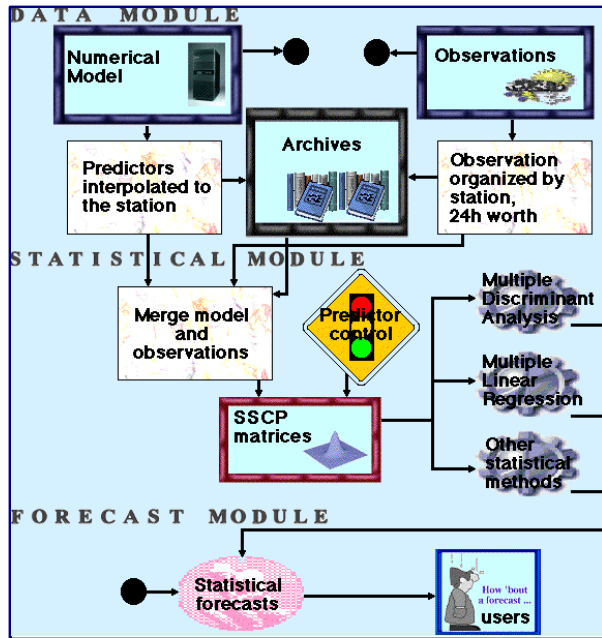 DATA MODULE
Numerical
Model
Observations
Archives
Predictors
interpolated to
the station
Observation
organized by
station,
24h worth
STATISTICAL MODULE
Merge model
and
observations
Predictor
control
Multiple
Discriminant
Analysis
Multiple
Linear
Regression
SSCP
matrices
Other
statistical
methods
FORECAST MODULE
Statistical
forecasts
How 'bout
a forecast ...
users